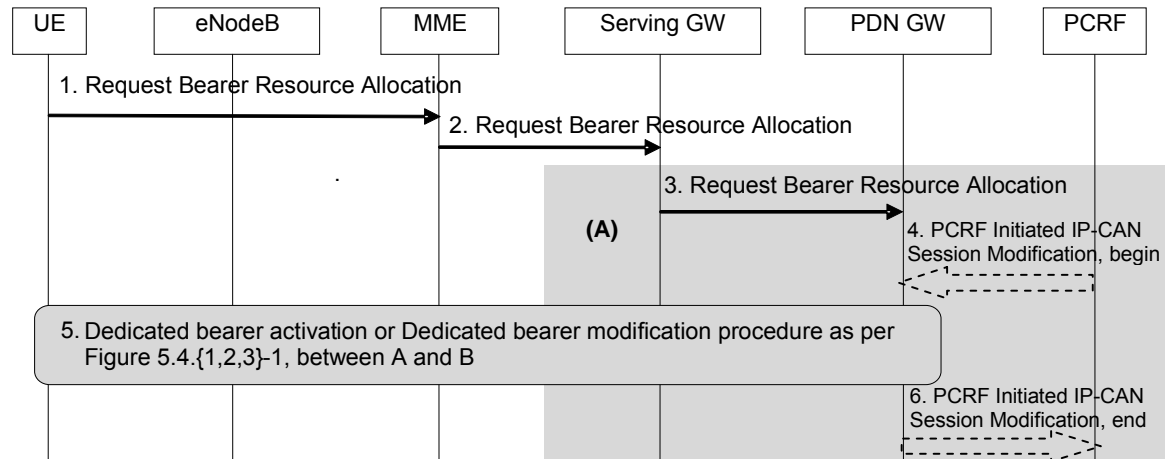 UE eNodeB MME Serving GW PDN GW PCRF
1. Request Bearer Resource Allocation
2. Request Bearer Resource Allocation
3. Request Bearer Resource Allocation
(A)
4. PCRF Initiated IP-CAN
Session Modification, begin
5. Dedicated bearer activation or Dedicated bearer modification procedure as per
Figure 5.4.{1,2,3}-1, between A and B
6. PCRF Initiated IP-CAN
Session Modification, end